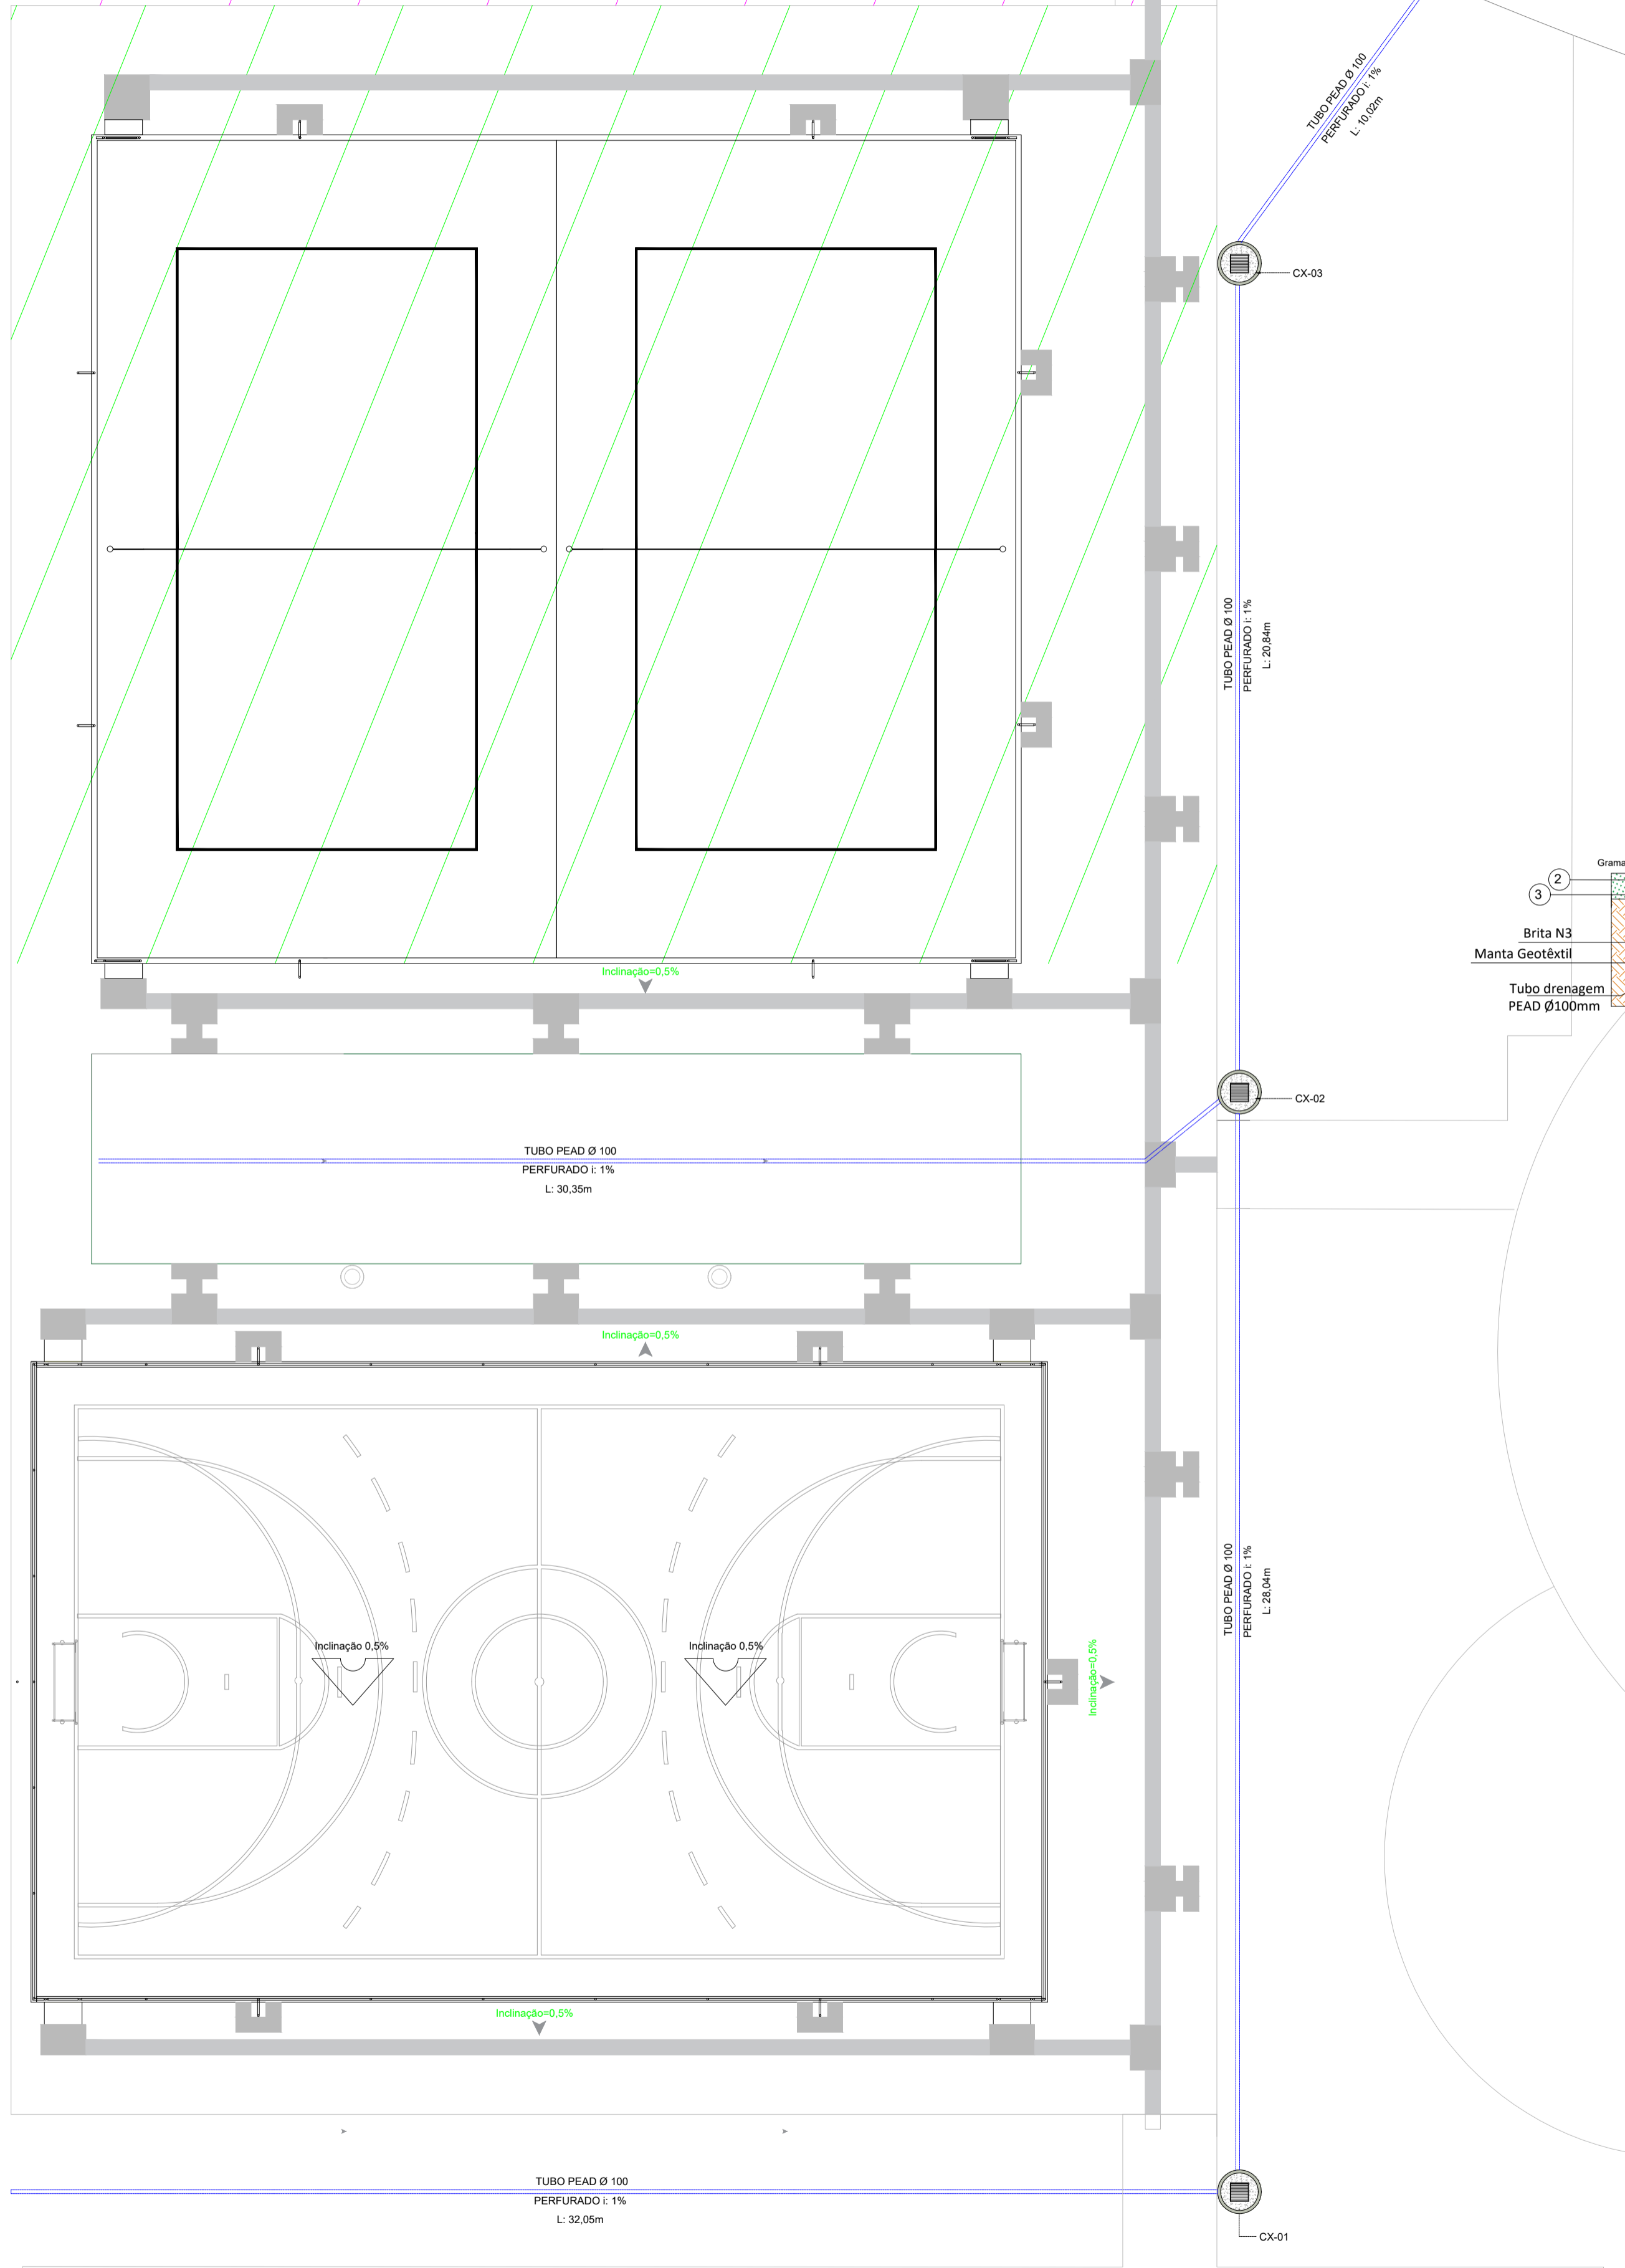 TUBO PEAD Ø 100
PERFURADO i: 1%
L: 10,02m
CX-03
TUBO PEAD Ø 100
PERFURADO i: 1%
L: 20,84m
Grama
2
3
Brita N3
Manta Geotêxtil
Tubo drenagem
PEAD Ø100mm
Inclinação=0,5%
CX-02
TUBO PEAD Ø 100
PERFURADO i: 1%
L: 30,35m
Inclinação=0,5%
TUBO PEAD Ø 100
PERFURADO i: 1%
L: 28,04m
Inclinação 0,5%
Inclinação 0,5%
Inclinação=0,5%
Inclinação=0,5%
TUBO PEAD Ø 100
PERFURADO i: 1%
L: 32,05m
CX-01